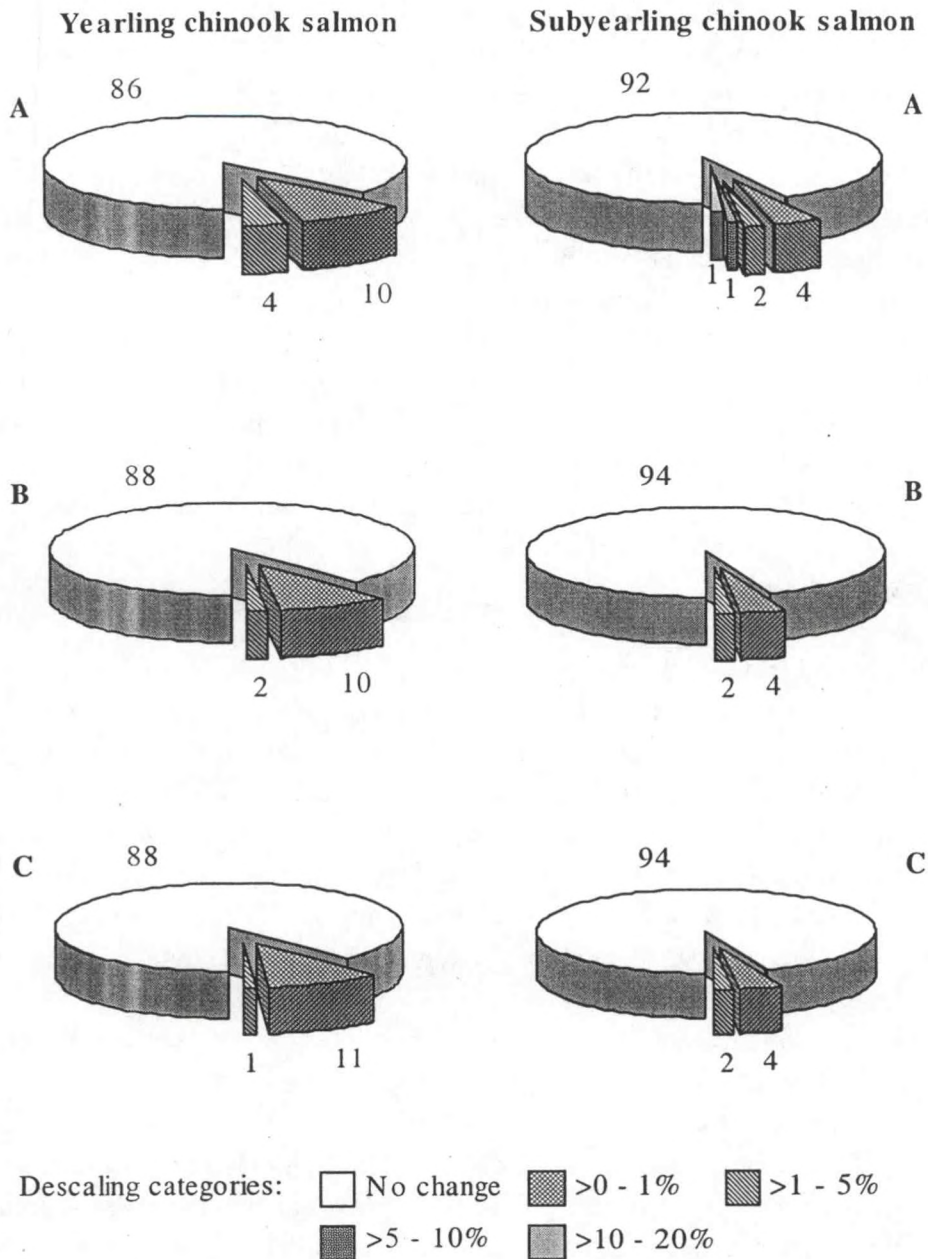 Yearling chinook salmon Subyearling chinook salmon
A 86 92 A
4 10 1 1 2 4
B 88 94 B
2 10 2 4
C 88 94 C
1 11 2 4
Descaling categories: No change >0 - 1% >1 - 5%
>5 - 10% >10 - 20%